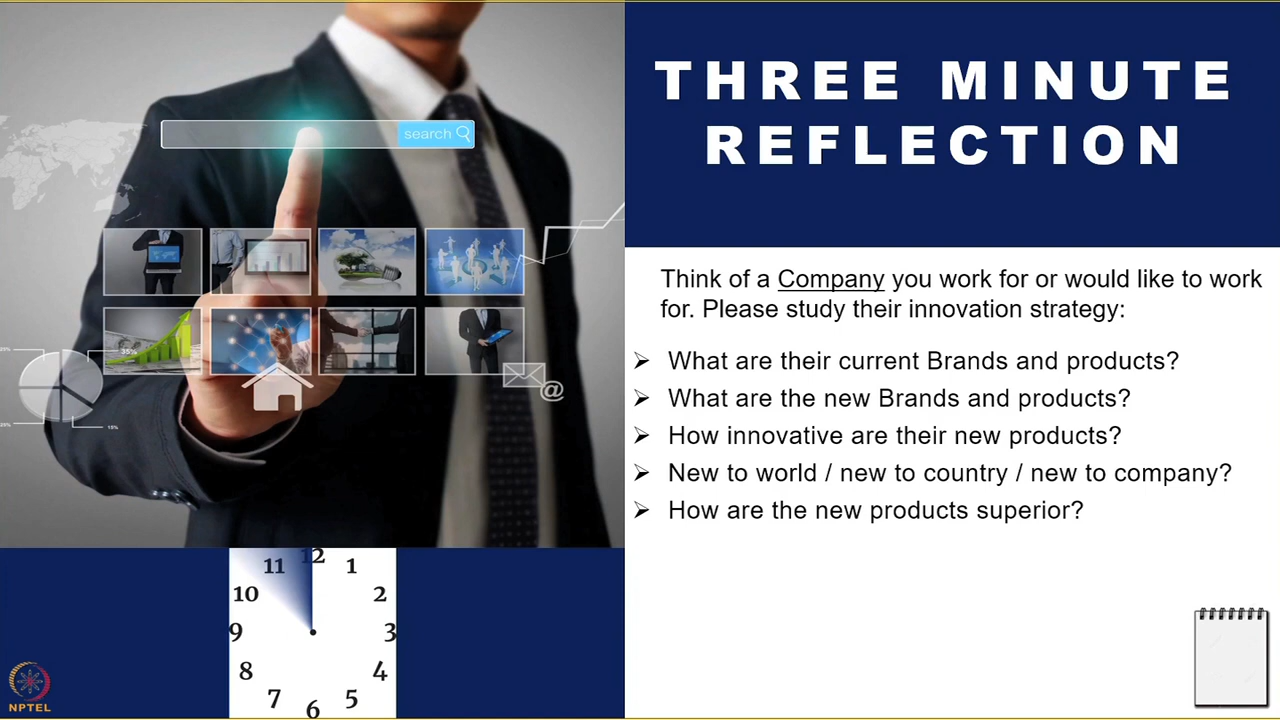 THREE MINUTE
REFLECTION
search
Think of a Company you work for or would like to work
for. Please study their innovation strategy:
➢ What are their current Brands and products?
➢ What are the new Brands and products?
➢ How innovative are their new products?
➢ New to world / new to country / new to company?
➢ How are the new products superior?
35%
15%
@
12
11
1
10
2
9
3
8
4
7
5
6
NPTEL